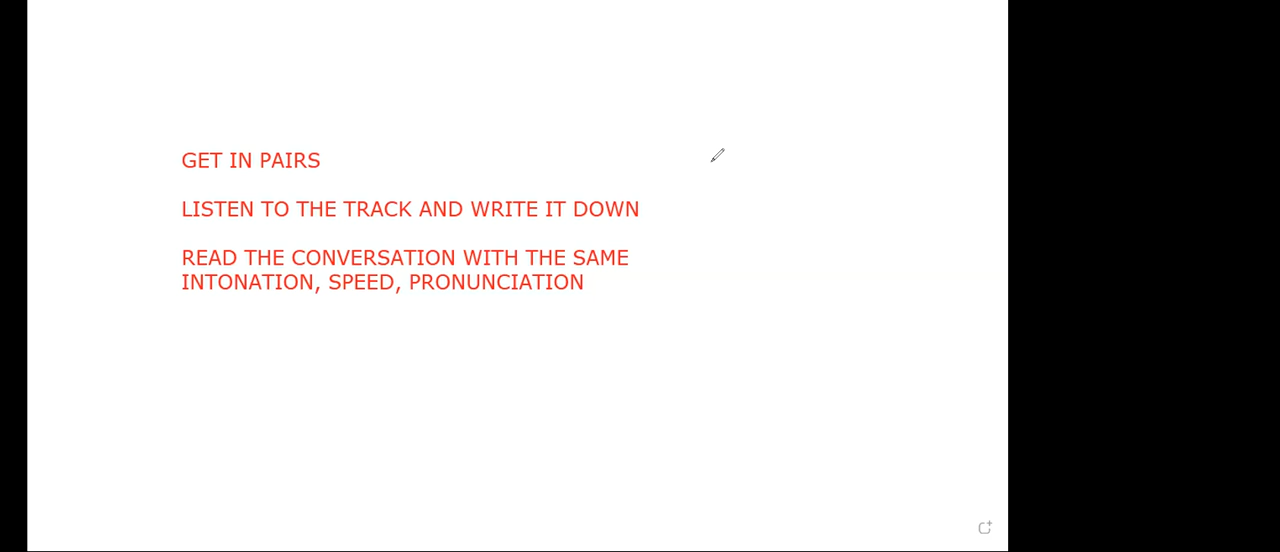 GET IN PAIRS
LISTEN TO THE TRACK AND WRITE IT DOWN
READ THE CONVERSATION WITH THE SAME
INTONATION, SPEED, PRONUNCIATION